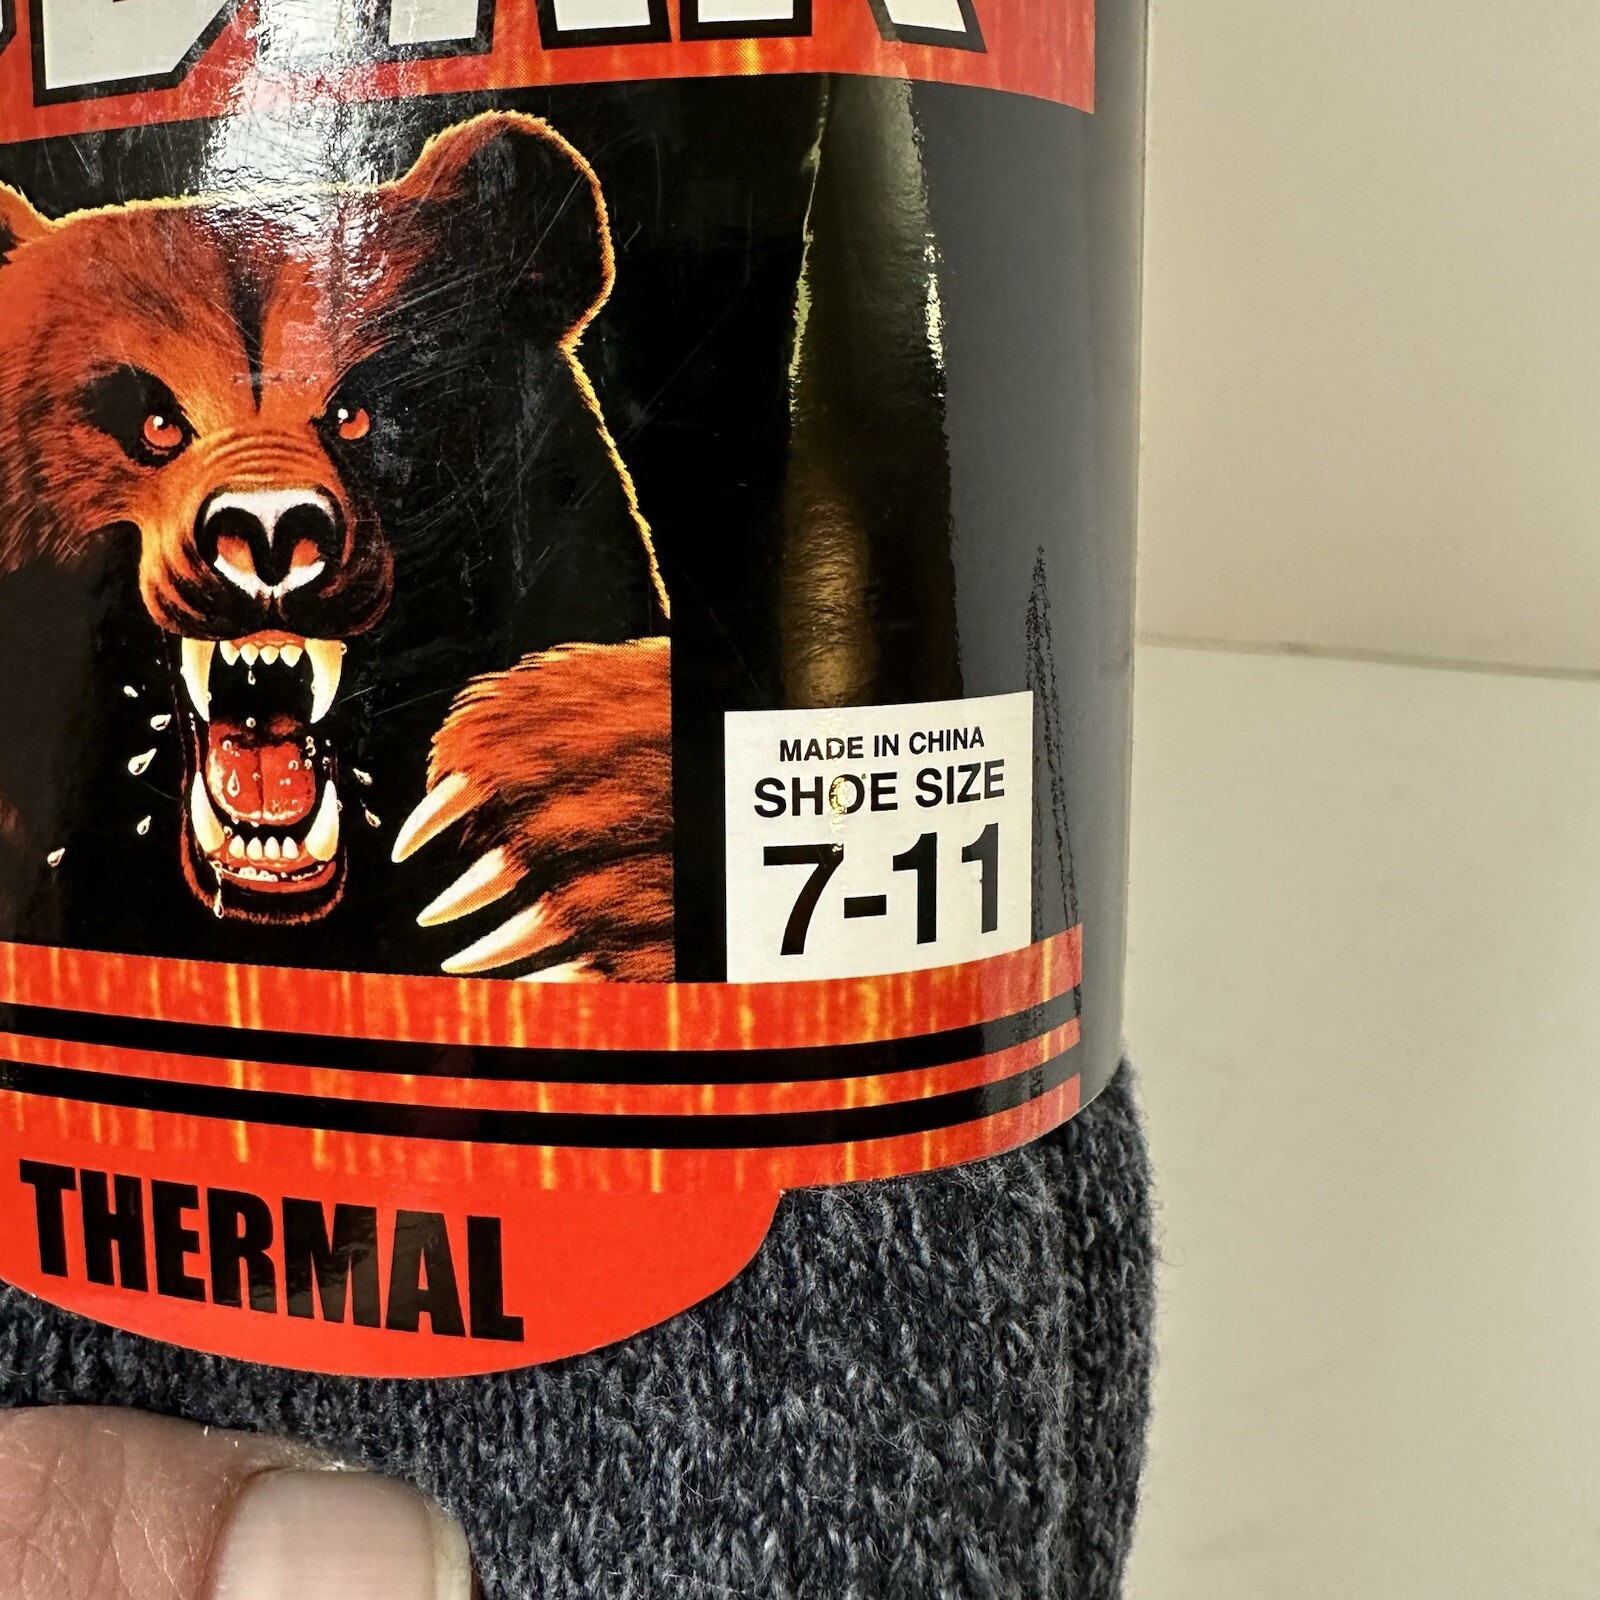 MADE IN CHINA
SHOE SIZE
7-11
THERMAL